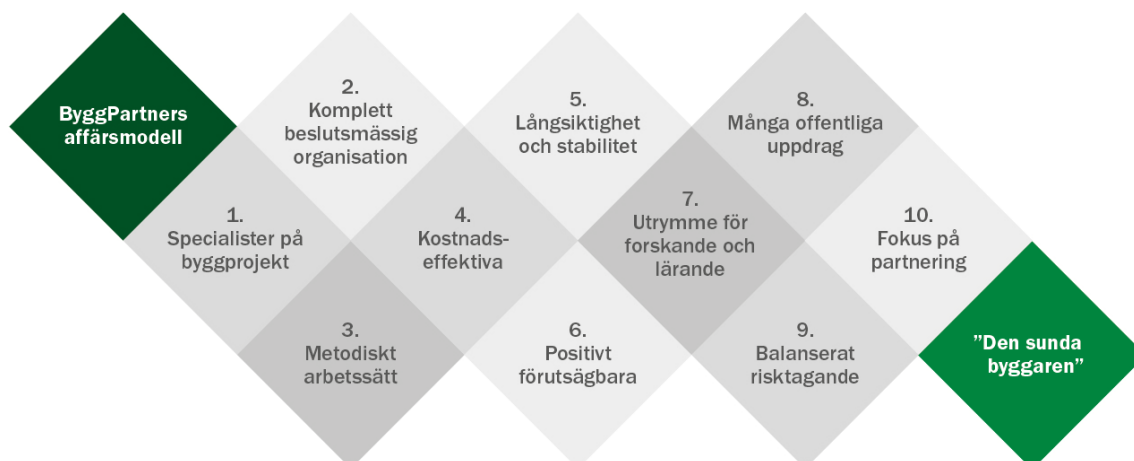 ByggPartners
affärsmodell
1.
Specialister på
byggprojekt
2.
Komplett
beslutsmässig
organisation
3.
Metodiskt
arbetssätt
4.
Kostnads-
effektiva
5.
Långsiktighet
och stabilitet
6.
Positivt
förutsägbara
7.
Utrymme för
forskande och
lärande
8.
Många offentliga
uppdrag
9.
Balanserat
risktagande
10.
Fokus på
partnering
”Den sunda
byggaren”